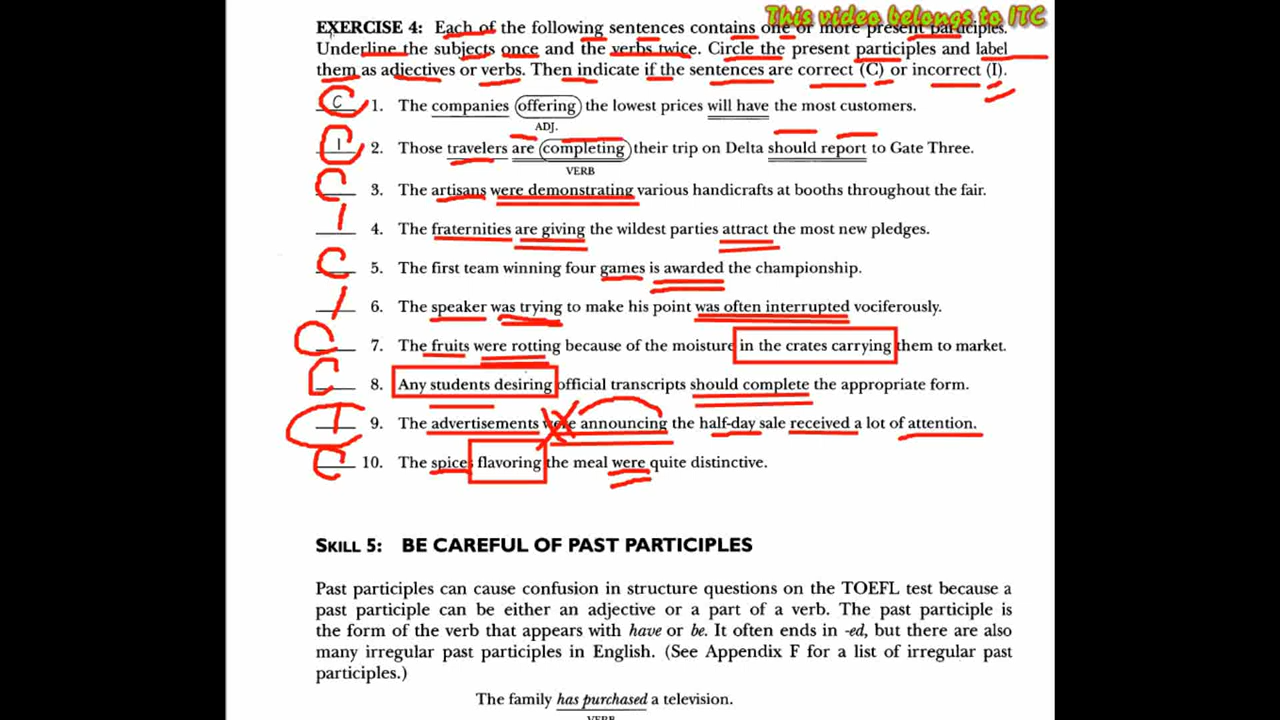 This video belongs to ITC
EXERCISE 4: Each of the following sentences contains one or more present participles.
Underline the subjects once and the verbs twice. Circle the present participles and label
them as adjectives or verbs. Then indicate if the sentences are correct (C) or incorrect (I).
C 1. The companies offering the lowest prices will have the most customers.
ADJ.
I 2. Those travelers are completing their trip on Delta should report to Gate Three.
VERB
C 3. The artisans were demonstrating various handicrafts at booths throughout the fair.
I 4. The fraternities are giving the wildest parties attract the most new pledges.
C 5. The first team winning four games is awarded the championship.
I 6. The speaker was trying to make his point was often interrupted vociferously.
C 7. The fruits were rotting because of the moisture in the crates carrying them to market.
C 8. Any students desiring official transcripts should complete the appropriate form.
I 9. The advertisements were announcing the half-day sale received a lot of attention.
C 10. The spices flavoring the meal were quite distinctive.
SKILL 5: BE CAREFUL OF PAST PARTICIPLES
Past participles can cause confusion in structure questions on the TOEFL test because a
past participle can be either an adjective or a part of a verb. The past participle is
the form of the verb that appears with have or be. It often ends in -ed, but there are also
many irregular past participles in English. (See Appendix F for a list of irregular past
participles.)
The family has purchased a television.
VERB